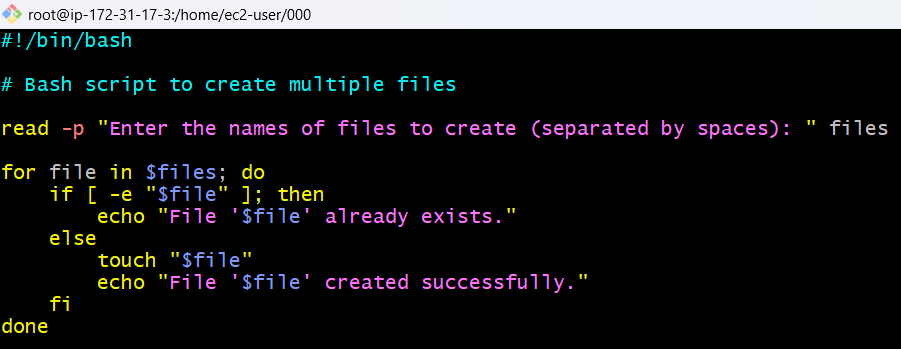 root@ip-172-31-17-3:/home/ec2-user/000
#!/bin/bash
# Bash script to create multiple files
read -p "Enter the names of files to create (separated by spaces): " files
for file in $files; do
    if [ -e "$file" ]; then
        echo "File '$file' already exists."
    else
        touch "$file"
        echo "File '$file' created successfully."
    fi
done